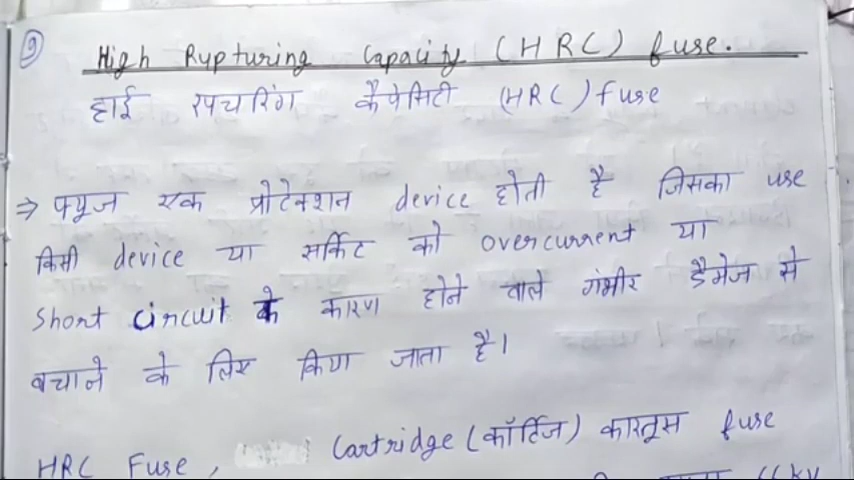 9 High Rupturing Capacity (HRC) fuse.
हाई रपचरिंग कैपेसिटी (HRC) fuse
⇒ फ्यूज एक प्रोटेक्शन device होती है जिसका use
किसी device या सर्किट को overcurrent या
Short circuit के कारण होने वाले गंभीर डैमेज से
बचाने के लिए किया जाता है।
HRC Fuse, Cartridge (कॉर्टिज) कारतूस fuse